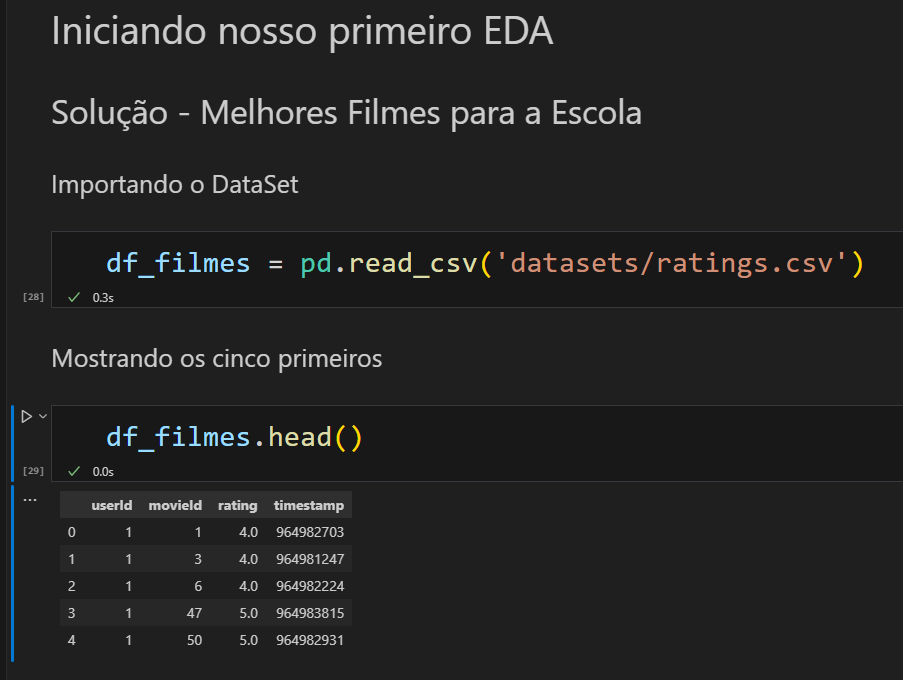 Iniciando nosso primeiro EDA
Solução - Melhores Filmes para a Escola
Importando o DataSet
df_filmes = pd.read_csv('datasets/ratings.csv')
[28] ✓ 0.3s
Mostrando os cinco primeiros
df_filmes.head()
[29] ✓ 0.0s
...
userId movieId rating timestamp
0 1 1 4.0 964982703
1 1 3 4.0 964981247
2 1 6 4.0 964982224
3 1 47 5.0 964983815
4 1 50 5.0 964982931